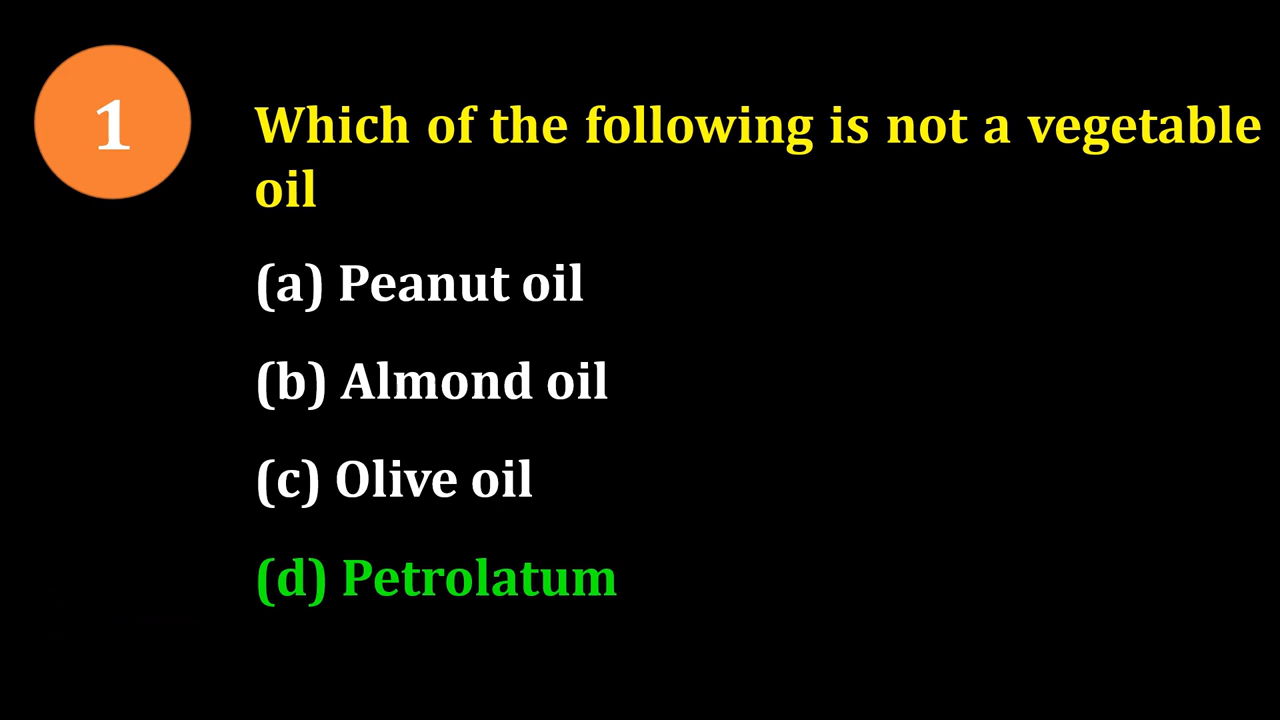 1
Which of the following is not a vegetable
oil
(a) Peanut oil
(b) Almond oil
(c) Olive oil
(d) Petrolatum